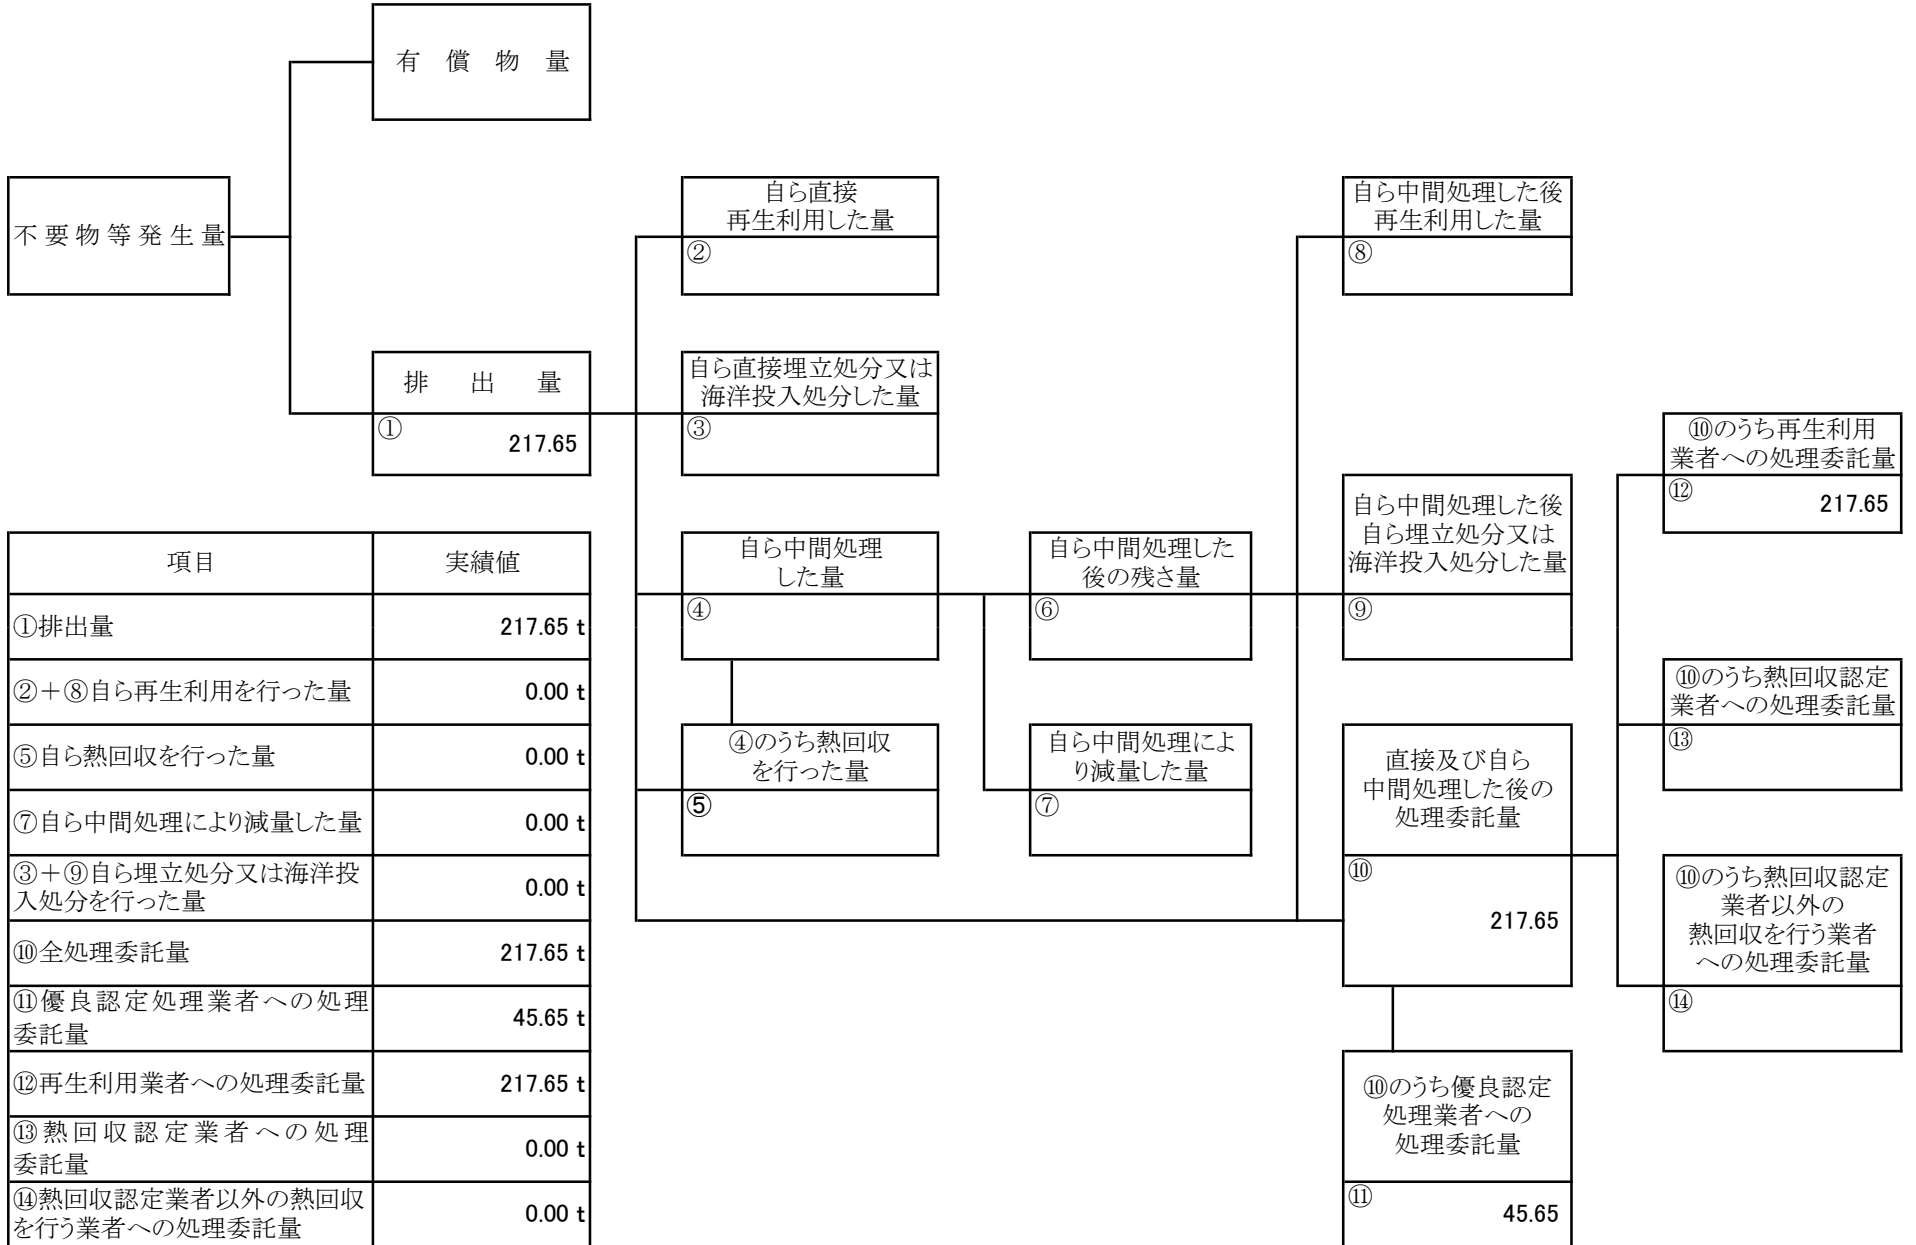 有償物量
不要物等発生量
自ら直接
再生利用した量
②
自ら中間処理した後
再生利用した量
⑧
排出量
①
217.65
自ら直接埋立処分又は
海洋投入処分した量
③
⑩のうち再生利用
業者への処理委託量
⑫
217.65
自ら中間処理
した量
④
自ら中間処理した
後の残さ量
⑥
自ら中間処理した後
自ら埋立処分又は
海洋投入処分した量
⑨
⑩のうち熱回収認定
業者への処理委託量
⑬
④のうち熱回収
を行った量
⑤
自ら中間処理によ
り減量した量
⑦
直接及び自ら
中間処理した後の
処理委託量
⑩
217.65
⑩のうち熱回収認定
業者以外の
熱回収を行う業者
への処理委託量
⑭
⑩のうち優良認定
処理業者への
処理委託量
⑪
45.65
項目 実績値
①排出量 217.65 t
②+⑧自ら再生利用を行った量 0.00 t
⑤自ら熱回収を行った量 0.00 t
⑦自ら中間処理により減量した量 0.00 t
③+⑨自ら埋立処分又は海洋投
入処分を行った量 0.00 t
⑩全処理委託量 217.65 t
⑪優良認定処理業者への処理
委託量 45.65 t
⑫再生利用業者への処理委託量 217.65 t
⑬熱回収認定業者への処理
委託量 0.00 t
⑭熱回収認定業者以外の熱回収
を行う業者への処理委託量 0.00 t